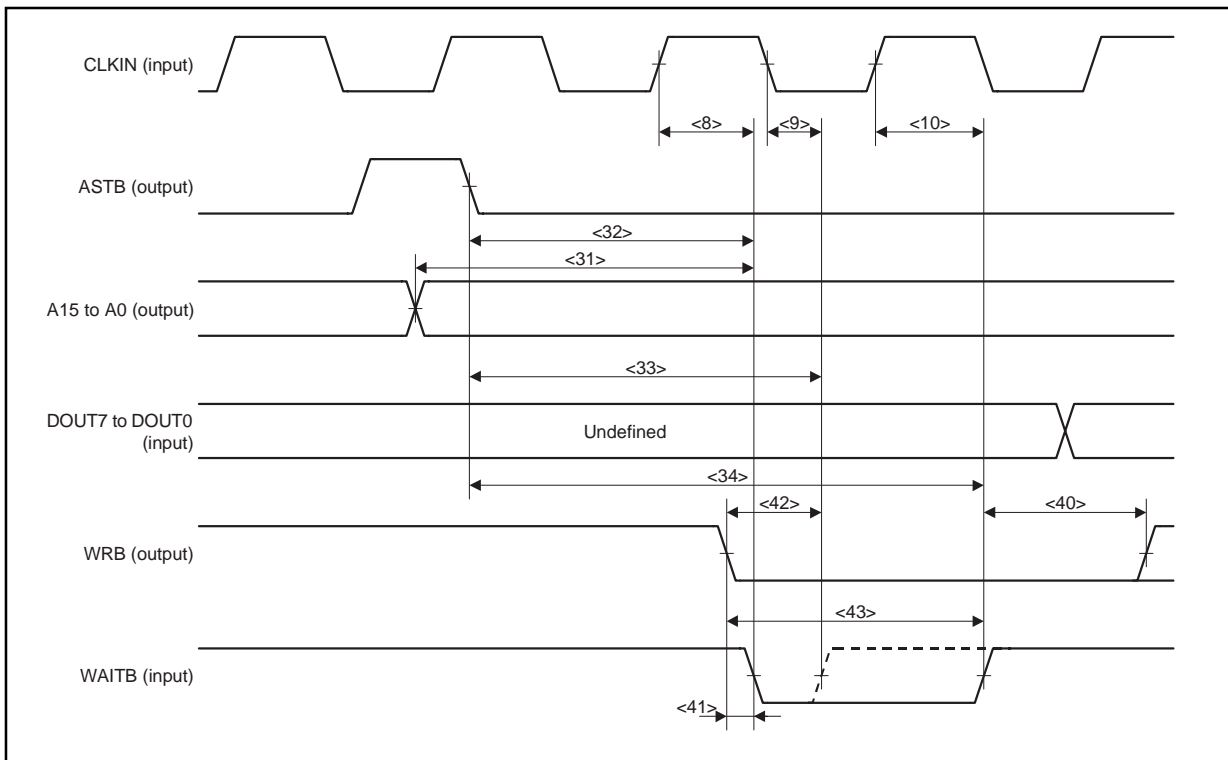 CLKIN (input)
<8>
<9>
<10>
ASTB (output)
<32>
<31>
A15 to A0 (output)
<33>
DOUT7 to DOUT0
(input)
Undefined
<34>
<42>
<40>
WRB (output)
<43>
WAITB (input)
<41>